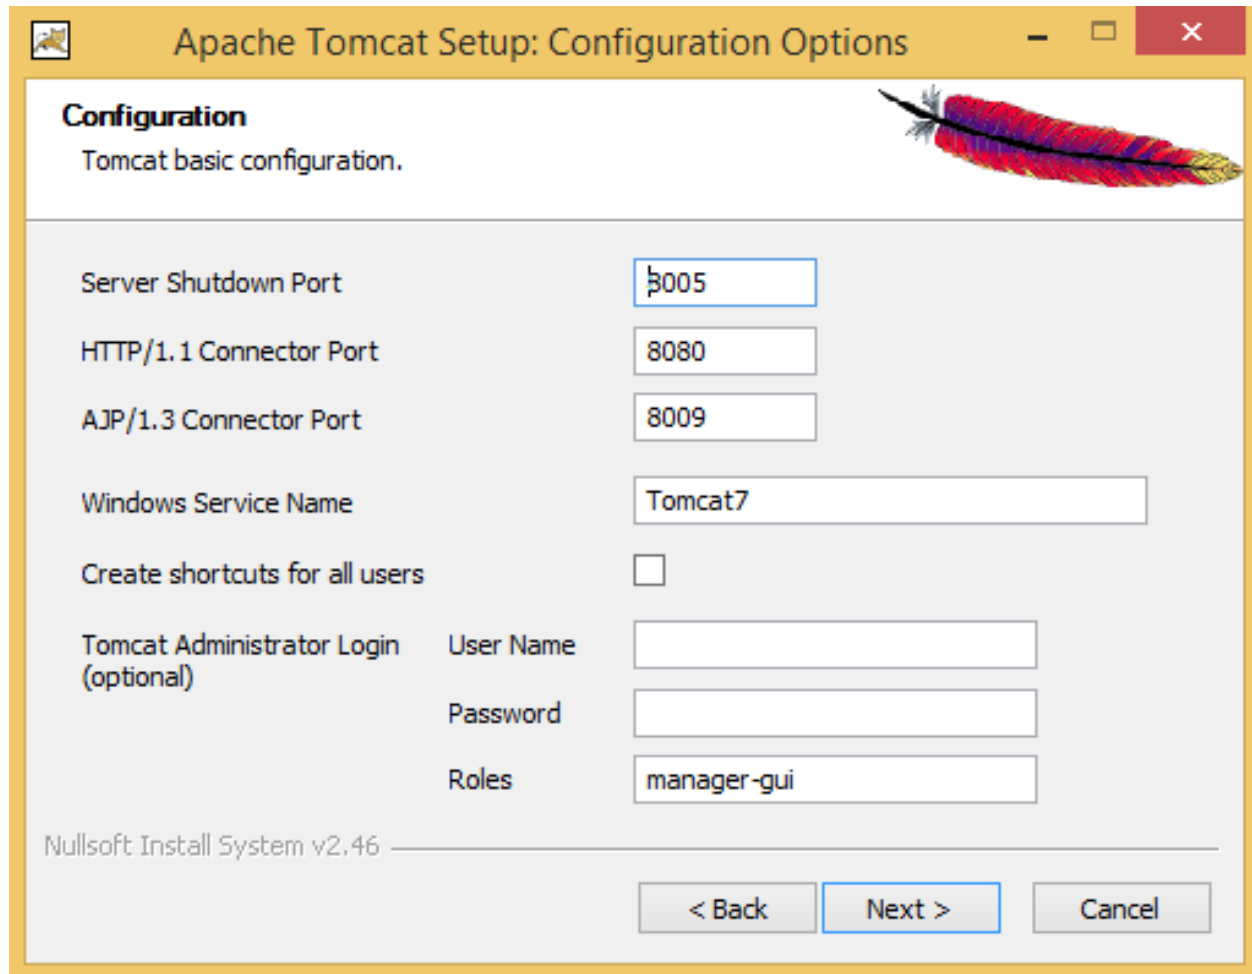 Apache Tomcat Setup: Configuration Options
Configuration
Tomcat basic configuration.
Server Shutdown Port 8005
HTTP/1.1 Connector Port 8080
AJP/1.3 Connector Port 8009
Windows Service Name Tomcat7
Create shortcuts for all users
Tomcat Administrator Login User Name
(optional)
Password
Roles manager-gui
Nullsoft Install System v2.46
< Back Next > Cancel